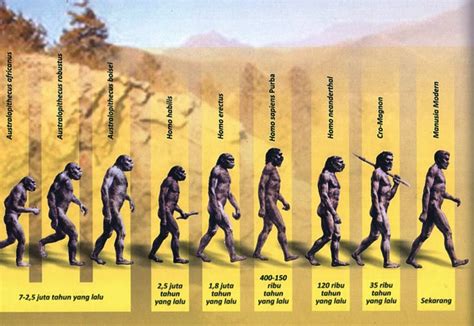 Australopithecus africanus
Australopithecus robustus
Australopithecus boisei
Homo habilis
Homo erectus
Homo sapiens Purba
Homo neanderthal
Cro-Magnon
Manusia Modern
7-2,5 juta tahun yang lalu
2,5 juta
tahun
yang lalu
1,8 juta
tahun
yang lalu
400-150
ribu
tahun
yang lalu
120 ribu
tahun
yang lalu
35 ribu
tahun
yang lalu
Sekarang